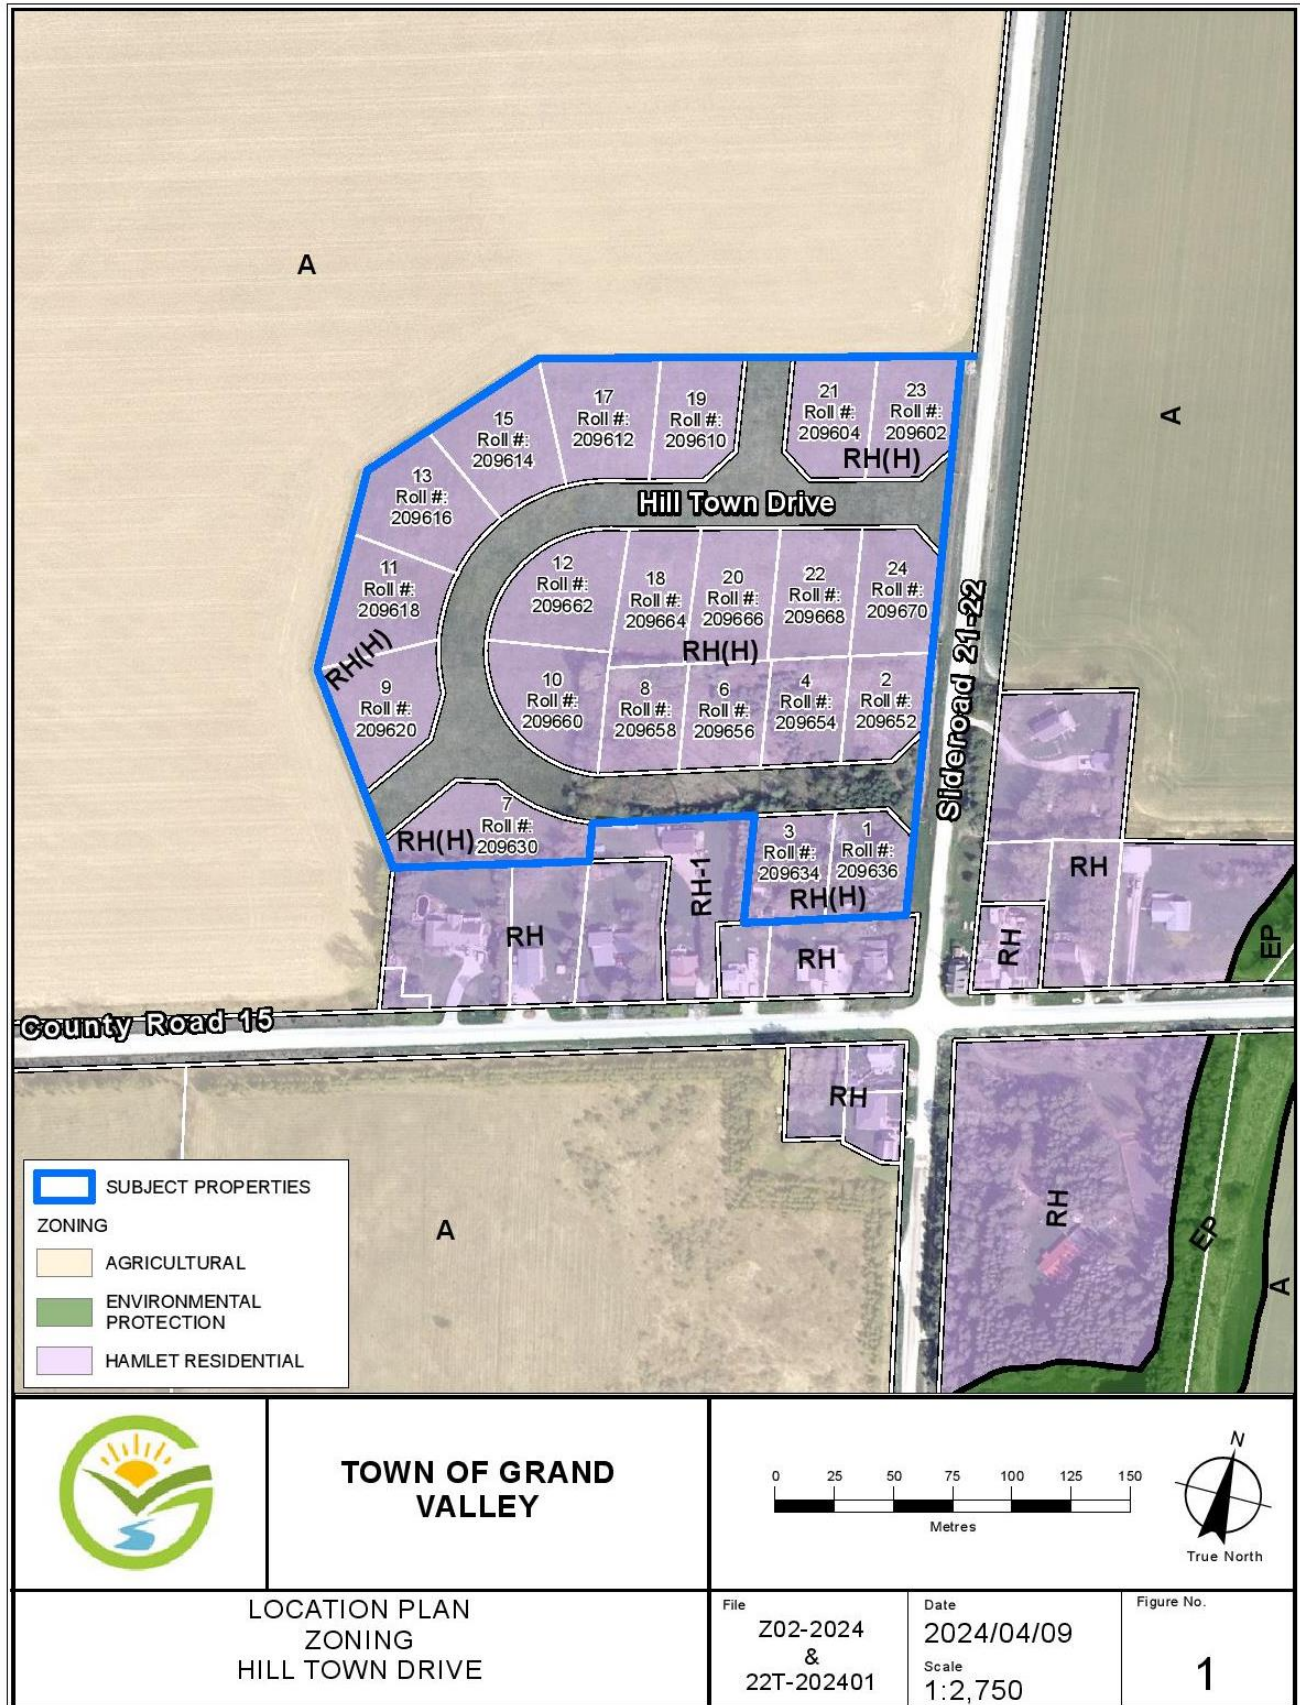 A
A
17
Roll #:
209612
19
Roll #:
209610
21
Roll #:
209604
23
Roll #:
209602
RH(H)
15
Roll #:
209614
13
Roll #:
209616
Hill Town Drive
11
Roll #:
209618
RH(H)
12
Roll #:
209662
18
Roll #:
209664
20
Roll #:
209666
22
Roll #:
209668
24
Roll #:
209670
RH(H)
9
Roll #:
209620
10
Roll #:
209660
8
Roll #:
209658
6
Roll #:
209656
4
Roll #:
209654
2
Roll #:
209652
Sideroad 21-22
7
Roll #:
209630
RH(H)
3
Roll #:
209634
1
Roll #:
209636
RH(H)
RH-1
RH
RH
RH
RH
EP
County Road 15
RH
RH
EP
A
A
SUBJECT PROPERTIES
ZONING
AGRICULTURAL
ENVIRONMENTAL
PROTECTION
HAMLET RESIDENTIAL
TOWN OF GRAND
VALLEY
0 25 50 75 100 125 150
Metres
N
True North
LOCATION PLAN
ZONING
HILL TOWN DRIVE
File
Z02-2024
&
22T-202401
Date
2024/04/09
Scale
1:2,750
Figure No.
1